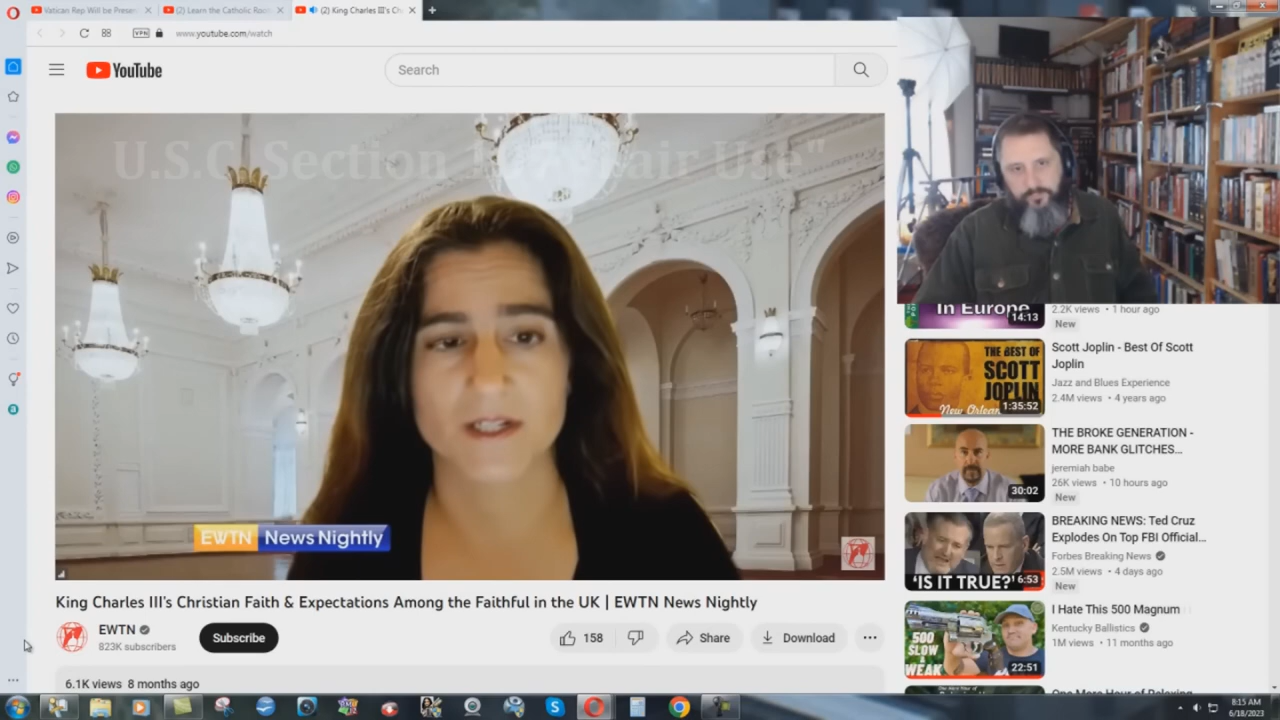 Vatican Rep Will be Presen
(2) Learn the Catholic Root
(2) King Charles III's Ch
VPN
www.youtube.com/watch
YouTube
Search
U.S.C. Section 107 "Fair Use"
EWTN News Nightly
King Charles III's Christian Faith & Expectations Among the Faithful in the UK | EWTN News Nightly
EWTN
823K subscribers
Subscribe
158
Share
Download
6.1K views 8 months ago
In Europe
14:13
2.2K views • 1 hour ago
New
THE BEST OF
SCOTT
JOPLIN
New Orlean
1:35:52
Scott Joplin - Best Of Scott
Joplin
Jazz and Blues Experience
2.4M views • 4 years ago
30:02
THE BROKE GENERATION -
MORE BANK GLITCHES...
jeremiah babe
26K views • 10 hours ago
New
'IS IT TRUE?'
6:53
BREAKING NEWS: Ted Cruz
Explodes On Top FBI Official...
Forbes Breaking News
2.5M views • 4 days ago
New
500
SLOW &
WEAK
22:51
I Hate This 500 Magnum
Kentucky Ballistics
1M views • 11 months ago
One More Hour of Relaxing
8:15 AM
6/18/2023